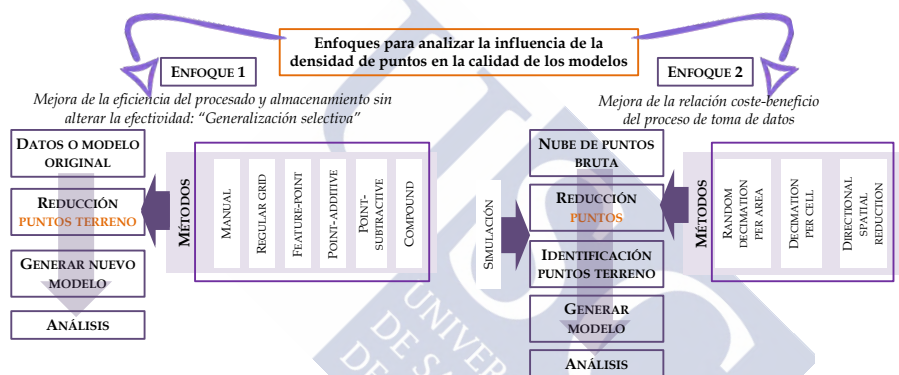 Enfoques para analizar la influencia de la
densidad de puntos en la calidad de los modelos
ENFOQUE 1
Mejora de la eficiencia del procesado y almacenamiento sin
alterar la efectividad: “Generalización selectiva”
DATOS O MODELO
ORIGINAL
REDUCCIÓN
PUNTOS TERRENO
GENERAR NUEVO
MODELO
ANÁLISIS
MÉTODOS
MANUAL
REGULAR GRID
FEATURE-POINT
POINT-ADDITIVE
POINT-
SUBTRACTIVE
COMPOUND
ENFOQUE 2
Mejora de la relación coste-beneficio
del proceso de toma de datos
NUBE DE PUNTOS
BRUTA
SIMULACIÓN
REDUCCIÓN
PUNTOS
IDENTIFICACIÓN
PUNTOS TERRENO
GENERAR
MODELO
ANÁLISIS
MÉTODOS
RANDOM
DECIMATION
PER AREA
DECIMATION
PER CELL
DIRECTIONAL
SPATIAL
REDUCTION
USC